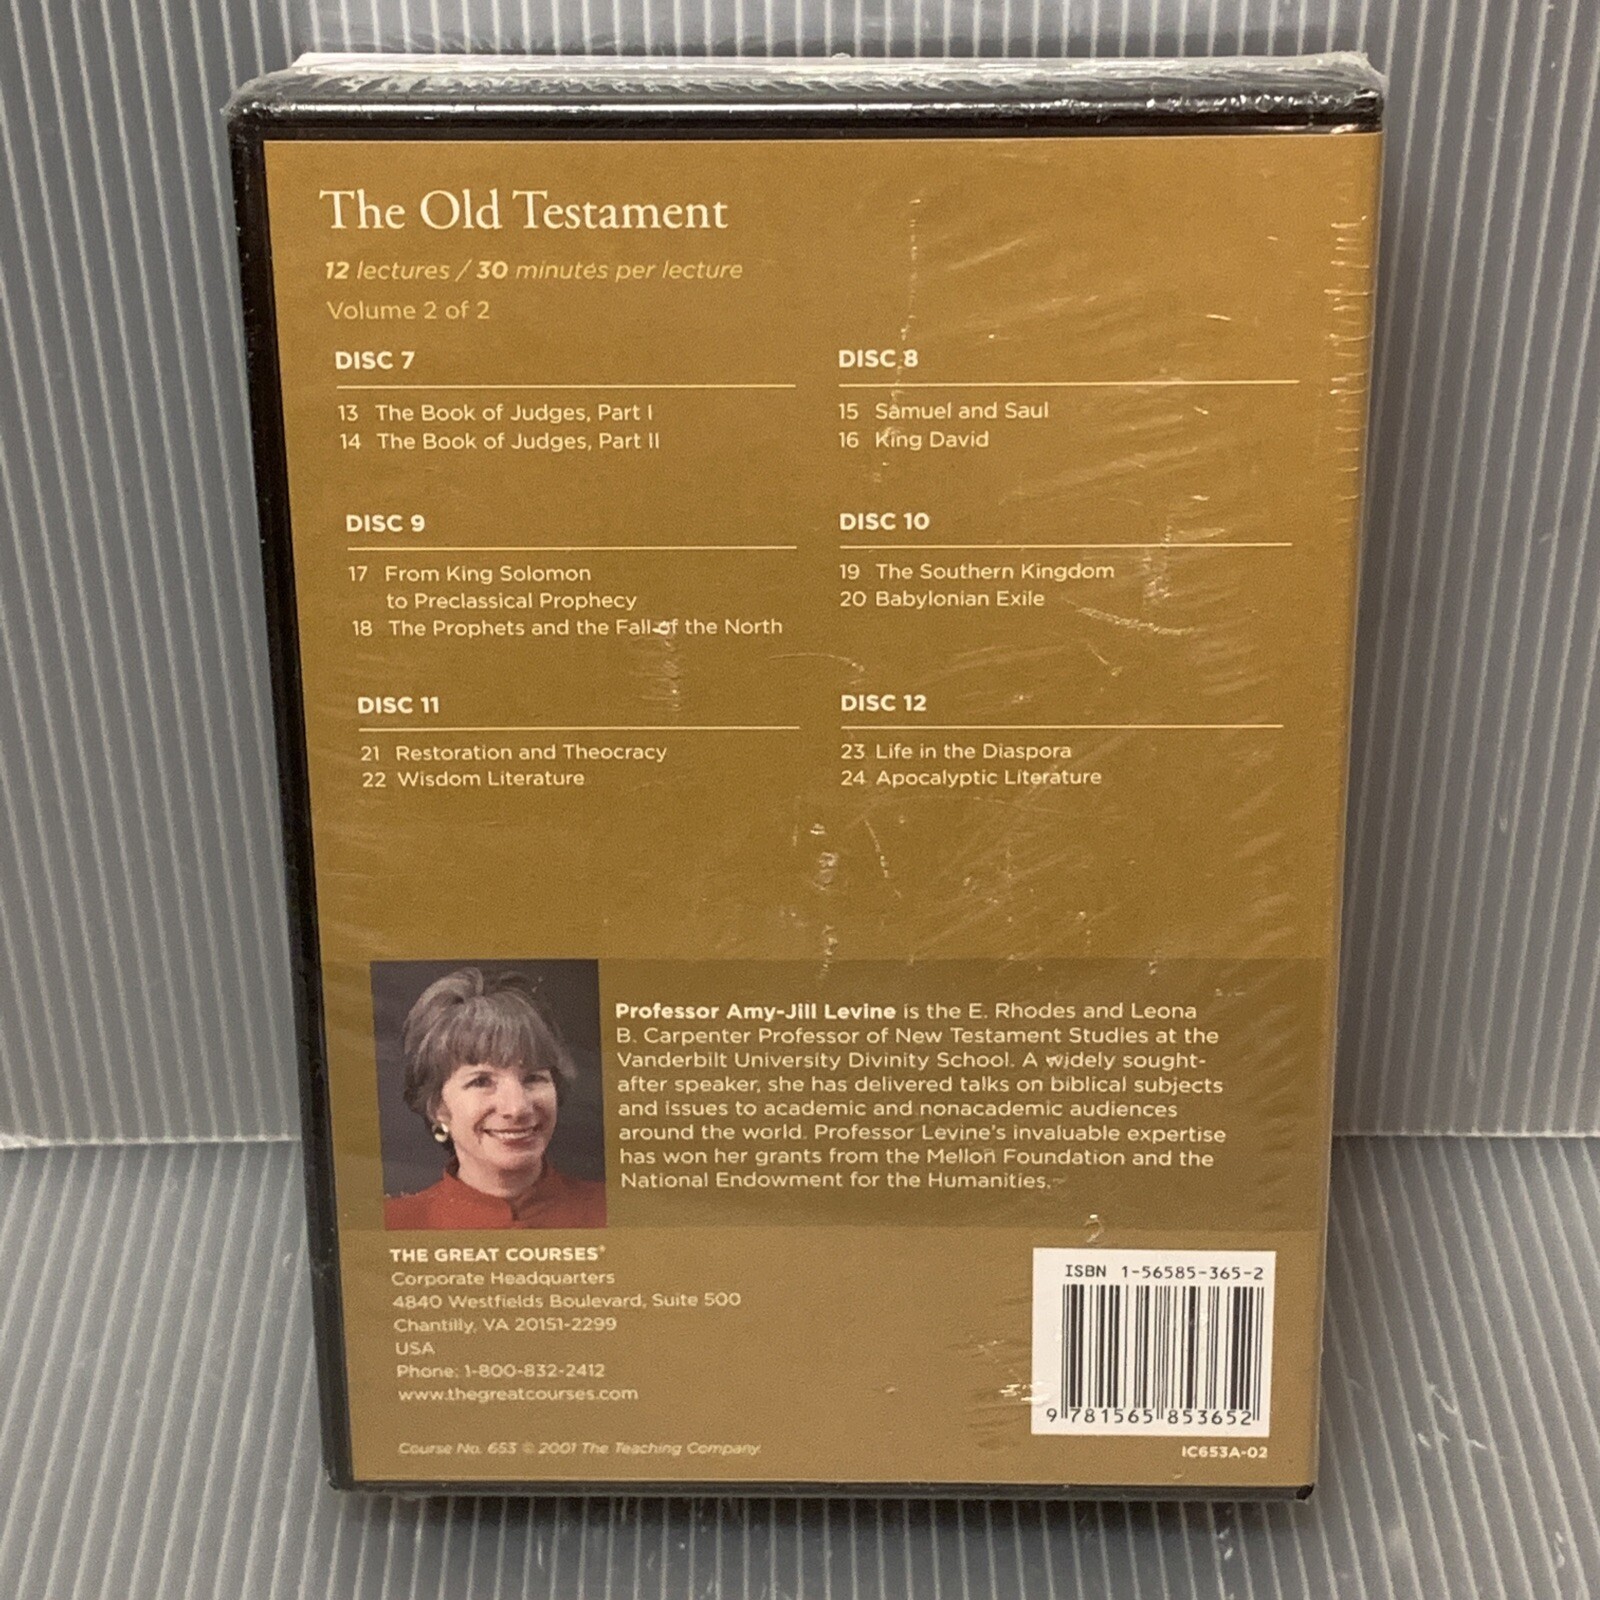 The Old Testament
12 lectures / 30 minutes per lecture
Volume 2 of 2
DISC 7
13 The Book of Judges, Part I
14 The Book of Judges, Part II
DISC 8
15 Samuel and Saul
16 King David
DISC 9
17 From King Solomon
to Preclassical Prophecy
18 The Prophets and the Fall of the North
DISC 10
19 The Southern Kingdom
20 Babylonian Exile
DISC 11
21 Restoration and Theocracy
22 Wisdom Literature
DISC 12
23 Life in the Diaspora
24 Apocalyptic Literature
Professor Amy-Jill Levine is the E. Rhodes and Leona
B. Carpenter Professor of New Testament Studies at the
Vanderbilt University Divinity School. A widely sought-
after speaker, she has delivered talks on biblical subjects
and issues to academic and nonacademic audiences
around the world. Professor Levine's invaluable expertise
has won her grants from the Mellon Foundation and the
National Endowment for the Humanities.
THE GREAT COURSES®
Corporate Headquarters
4840 Westfields Boulevard, Suite 500
Chantilly, VA 20151-2299
USA
Phone: 1-800-832-2412
www.thegreatcourses.com
Course No. 653 © 2001 The Teaching Company.
ISBN 1-56585-365-2
9 781565 853652
IC653A-02